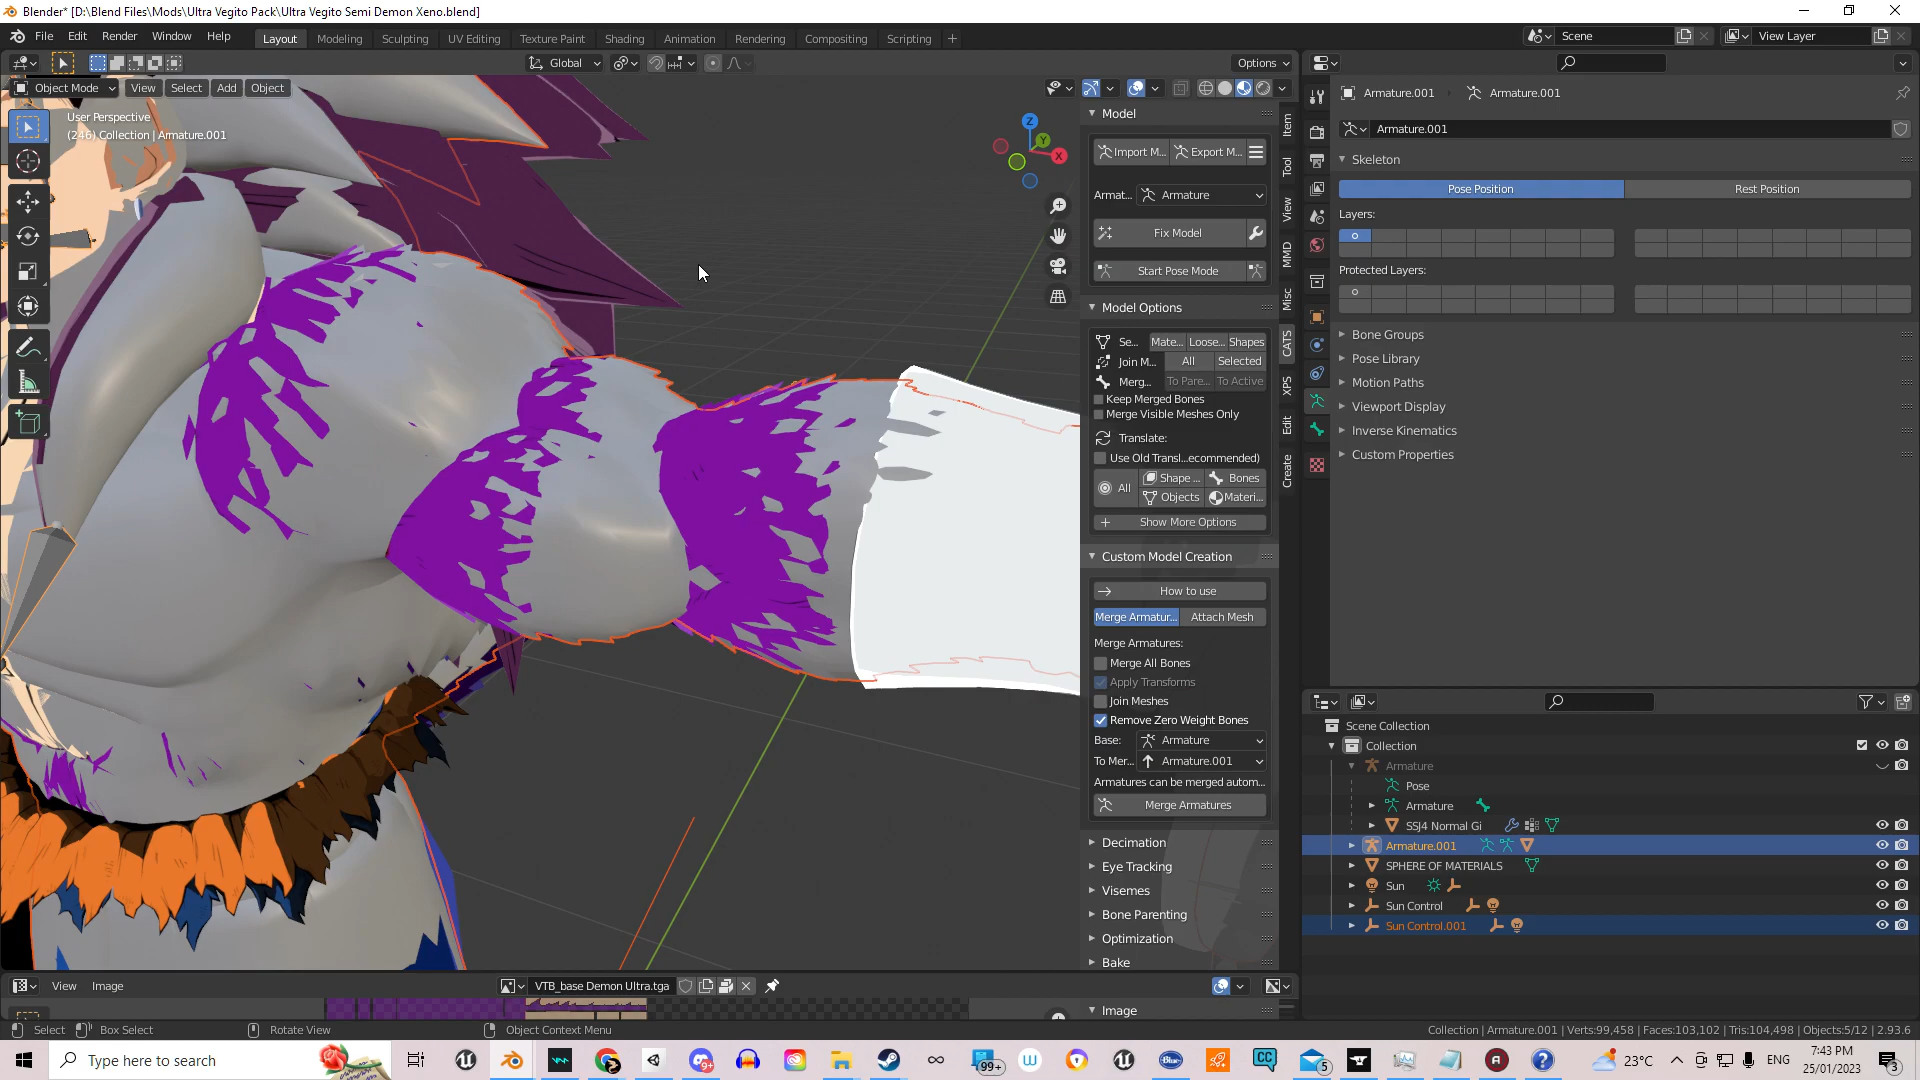 Blender* [D:\Blend Files\Mods\Ultra Vegito Pack\Ultra Vegito Semi Demon Xeno.blend]
File Edit Render Window Help Layout Modeling Sculpting UV Editing Texture Paint Shading Animation Rendering Compositing Scripting + Scene View Layer
Global Options
Object Mode View Select Add Object
User Perspective
(246) Collection | Armature.001
Z
Y
X
Model
Import M... Export M...
Armat... Armature
Fix Model
Start Pose Mode
Model Options
Se... Mate... Loose... Shapes
Join M... All Selected
Merg... To Pare... To Active
Keep Merged Bones
Merge Visible Meshes Only
Translate:
Use Old Transl...ecommended)
All Shape ... Bones
Objects Materi...
Show More Options
Custom Model Creation
How to use
Merge Armatur... Attach Mesh
Merge Armatures:
Merge All Bones
Apply Transforms
Join Meshes
Remove Zero Weight Bones
Base: Armature
To Mer... Armature.001
Armatures can be merged autom...
Merge Armatures
Decimation
Eye Tracking
Visemes
Bone Parenting
Optimization
Bake
Item
Tool
View
MMD
Misc
CATS
XPS
Edit
Create
Armature.001 Armature.001
Armature.001
Skeleton
Pose Position Rest Position
Layers:
Protected Layers:
Bone Groups
Pose Library
Motion Paths
Viewport Display
Inverse Kinematics
Custom Properties
Scene Collection
Collection
Armature
Pose
Armature
SSJ4 Normal Gi
Armature.001
SPHERE OF MATERIALS
Sun
Sun Control
Sun Control.001
View Image VTB_base Demon Ultra.tga
Image
Select Box Select Rotate View Object Context Menu Collection | Armature.001 | Verts:99,458 | Faces:103,102 | Tris:104,498 | Objects:5/12 | 2.93.6
Type here to search 9+ 99+ W Blue CC 5 A ? 23°C ENG 7:43 PM
25/01/2023 3